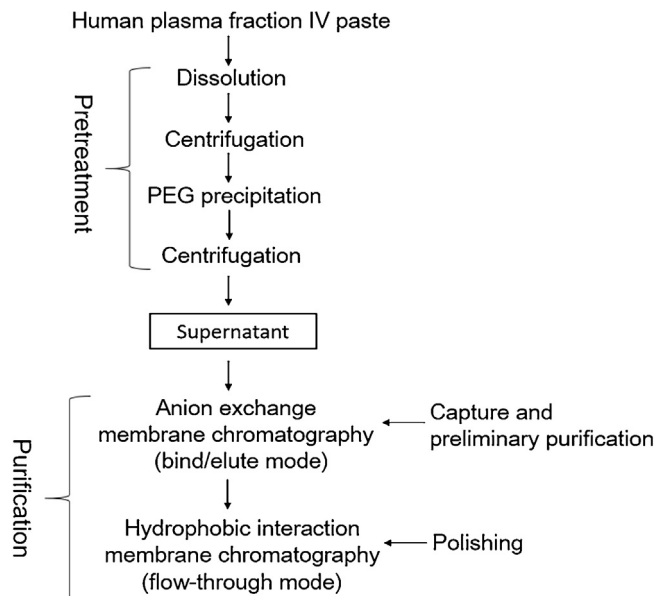 Human plasma fraction IV paste
Pretreatment
Dissolution
Centrifugation
PEG precipitation
Centrifugation
Supernatant
Purification
Anion exchange
membrane chromatography
(bind/elute mode)
Capture and
preliminary purification
Hydrophobic interaction
membrane chromatography
(flow-through mode)
Polishing